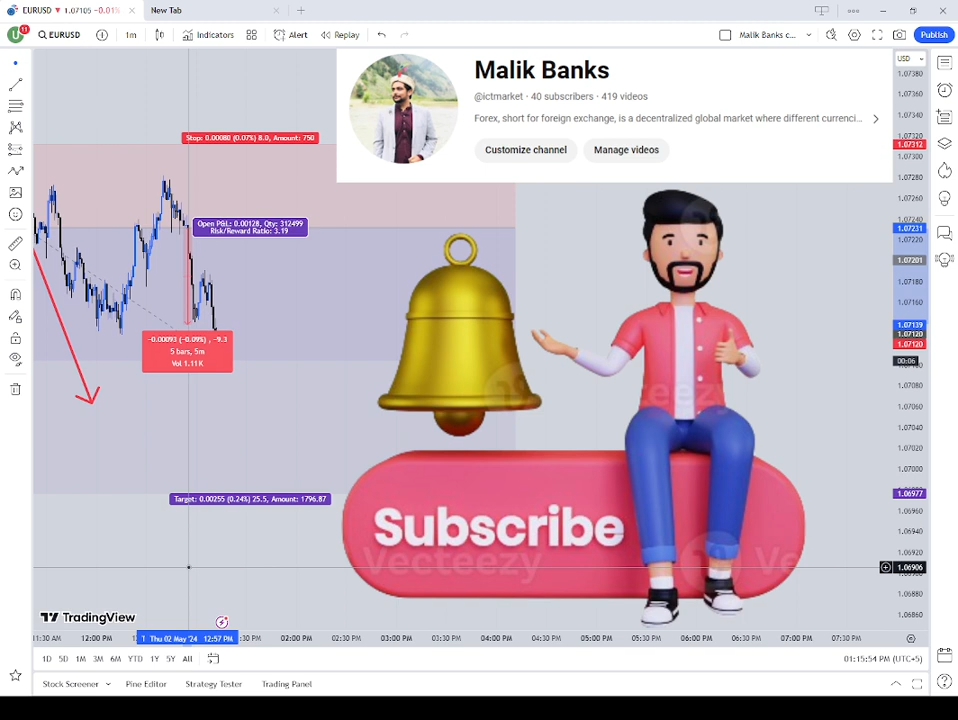 EURUSD ▼ 1.07105 −0.01%
New Tab
U 11 EURUSD 1m Indicators Alert Replay Malik Banks c... Publish
Malik Banks
@ictmarket · 40 subscribers · 419 videos
Forex, short for foreign exchange, is a decentralized global market where different currenci...
Customize channel Manage videos
Stop: 0.00080 (0.07%) 8.0, Amount: 750
Open P&L: 0.00128, Qty: 312499
Risk/Reward Ratio: 3.19
-0.00093 (-0.09%) , -9.3
5 bars, 5m
Vol 1.11K
Target: 0.00255 (0.24%) 25.5, Amount: 1796.87
Subscribe
Vecteezy
USD
1.07380
1.07360
1.07340
1.07320
1.07312
1.07300
1.07280
1.07260
1.07240
1.07231
1.07220
1.07201
1.07180
1.07160
1.07139
1.07120
1.07120
00:06
1.07080
1.07060
1.07040
1.07020
1.07000
1.06977
1.06960
1.06940
1.06920
1.06906
1.06880
1.06860
TradingView
11:30 AM 12:00 PM Thu 02 May '24 12:57 PM :30 PM 02:00 PM 02:30 PM 03:00 PM 03:30 PM 04:00 PM 04:30 PM 05:00 PM 05:30 PM 06:00 PM 06:30 PM 07:00 PM 07:30 PM
1D 5D 1M 3M 6M YTD 1Y 5Y All 01:15:54 PM (UTC+5)
Stock Screener Pine Editor Strategy Tester Trading Panel